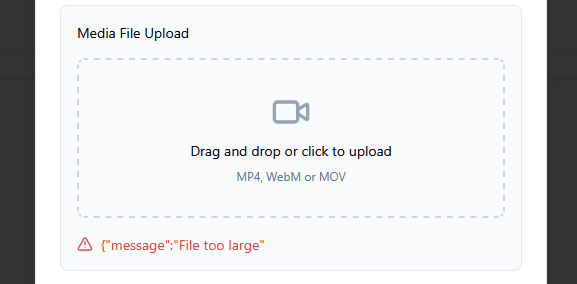 Media File Upload
Drag and drop or click to upload
MP4, WebM or MOV
{"message":"File too large"